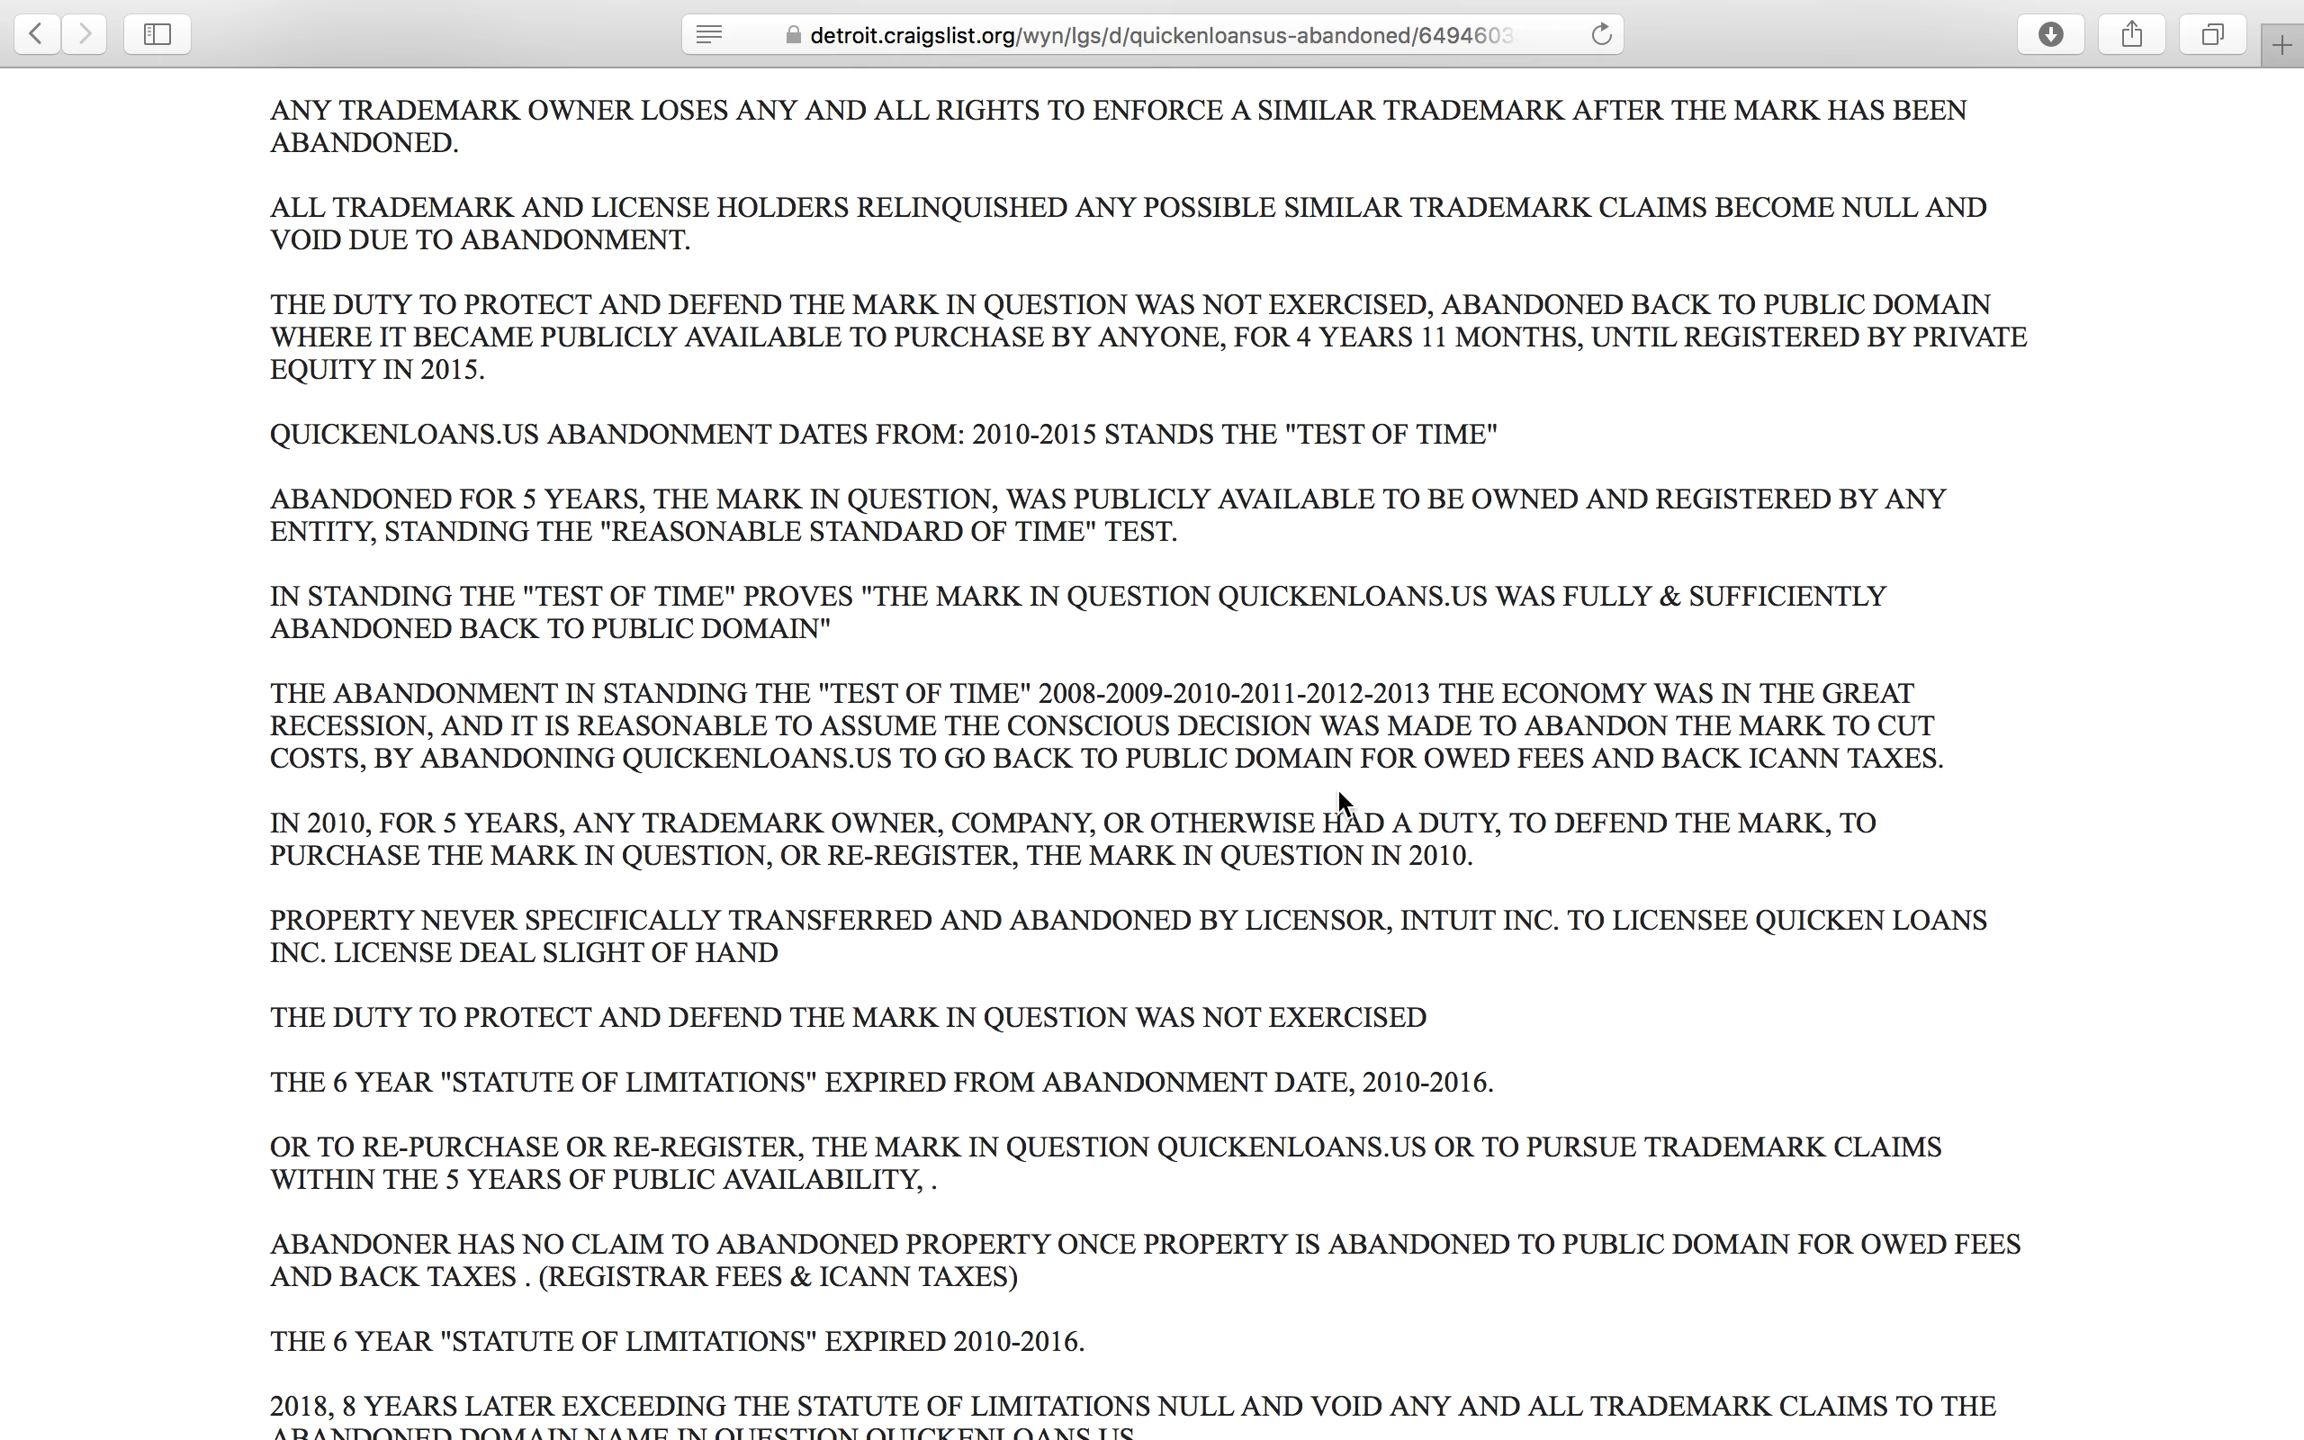 detroit.craigslist.org/wyn/lgs/d/quickenloansus-abandoned/6494603
ANY TRADEMARK OWNER LOSES ANY AND ALL RIGHTS TO ENFORCE A SIMILAR TRADEMARK AFTER THE MARK HAS BEEN
ABANDONED.
ALL TRADEMARK AND LICENSE HOLDERS RELINQUISHED ANY POSSIBLE SIMILAR TRADEMARK CLAIMS BECOME NULL AND
VOID DUE TO ABANDONMENT.
THE DUTY TO PROTECT AND DEFEND THE MARK IN QUESTION WAS NOT EXERCISED, ABANDONED BACK TO PUBLIC DOMAIN
WHERE IT BECAME PUBLICLY AVAILABLE TO PURCHASE BY ANYONE, FOR 4 YEARS 11 MONTHS, UNTIL REGISTERED BY PRIVATE
EQUITY IN 2015.
QUICKENLOANS.US ABANDONMENT DATES FROM: 2010-2015 STANDS THE "TEST OF TIME"
ABANDONED FOR 5 YEARS, THE MARK IN QUESTION, WAS PUBLICLY AVAILABLE TO BE OWNED AND REGISTERED BY ANY
ENTITY, STANDING THE "REASONABLE STANDARD OF TIME" TEST.
IN STANDING THE "TEST OF TIME" PROVES "THE MARK IN QUESTION QUICKENLOANS.US WAS FULLY & SUFFICIENTLY
ABANDONED BACK TO PUBLIC DOMAIN"
THE ABANDONMENT IN STANDING THE "TEST OF TIME" 2008-2009-2010-2011-2012-2013 THE ECONOMY WAS IN THE GREAT
RECESSION, AND IT IS REASONABLE TO ASSUME THE CONSCIOUS DECISION WAS MADE TO ABANDON THE MARK TO CUT
COSTS, BY ABANDONING QUICKENLOANS.US TO GO BACK TO PUBLIC DOMAIN FOR OWED FEES AND BACK ICANN TAXES.
IN 2010, FOR 5 YEARS, ANY TRADEMARK OWNER, COMPANY, OR OTHERWISE HAD A DUTY, TO DEFEND THE MARK, TO
PURCHASE THE MARK IN QUESTION, OR RE-REGISTER, THE MARK IN QUESTION IN 2010.
PROPERTY NEVER SPECIFICALLY TRANSFERRED AND ABANDONED BY LICENSOR, INTUIT INC. TO LICENSEE QUICKEN LOANS
INC. LICENSE DEAL SLIGHT OF HAND
THE DUTY TO PROTECT AND DEFEND THE MARK IN QUESTION WAS NOT EXERCISED
THE 6 YEAR "STATUTE OF LIMITATIONS" EXPIRED FROM ABANDONMENT DATE, 2010-2016.
OR TO RE-PURCHASE OR RE-REGISTER, THE MARK IN QUESTION QUICKENLOANS.US OR TO PURSUE TRADEMARK CLAIMS
WITHIN THE 5 YEARS OF PUBLIC AVAILABILITY, .
ABANDONER HAS NO CLAIM TO ABANDONED PROPERTY ONCE PROPERTY IS ABANDONED TO PUBLIC DOMAIN FOR OWED FEES
AND BACK TAXES . (REGISTRAR FEES & ICANN TAXES)
THE 6 YEAR "STATUTE OF LIMITATIONS" EXPIRED 2010-2016.
2018, 8 YEARS LATER EXCEEDING THE STATUTE OF LIMITATIONS NULL AND VOID ANY AND ALL TRADEMARK CLAIMS TO THE
ABANDONED DOMAIN NAME IN QUESTION QUICKENLOANS.US